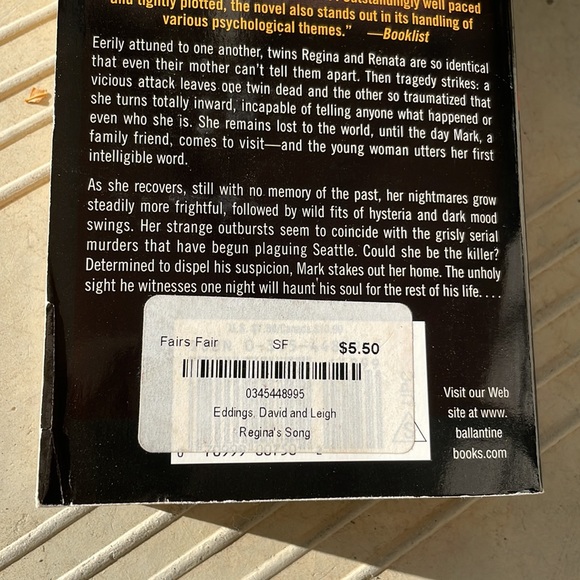 outstandingly well paced
and tightly plotted, the novel also stands out in its handling of
various psychological themes." —Booklist
Eerily attuned to one another, twins Regina and Renata are so identical
that even their mother can't tell them apart. Then tragedy strikes: a
vicious attack leaves one twin dead and the other so traumatized that
she turns totally inward, incapable of telling anyone what happened or
even who she is. She remains lost to the world, until the day Mark, a
family friend, comes to visit—and the young woman utters her first
intelligible word.
As she recovers, still with no memory of the past, her nightmares grow
steadily more frightful, followed by wild fits of hysteria and dark mood
swings. Her strange outbursts seem to coincide with the grisly serial
murders that have begun plaguing Seattle. Could she be the killer?
Determined to dispel his suspicion, Mark stakes out her home. The unholy
sight he witnesses one night will haunt his soul for the rest of his life....
Fairs Fair SF $5.50
0345448995
Eddings, David and Leigh
Regina's Song
Visit our Web
site at www.
ballantine
books.com